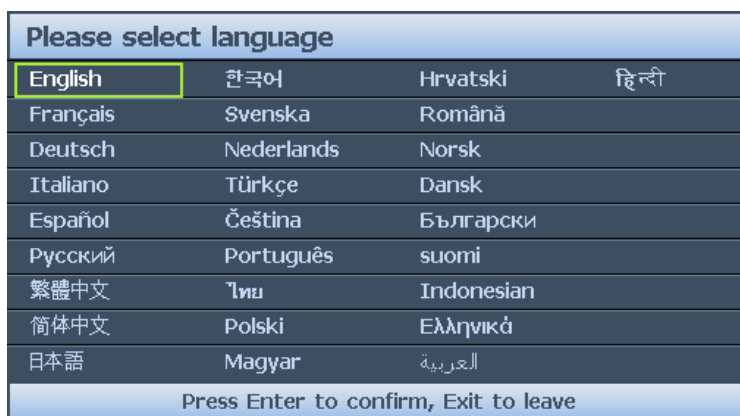 Please select language
English 한국어 Hrvatski हिन्दी
Français Svenska Română
Deutsch Nederlands Norsk
Italiano Türkçe Dansk
Español Čeština Български
Русский Português suomi
繁體中文 ไทย Indonesian
简体中文 Polski Ελληνικά
日本語 Magyar العربية
Press Enter to confirm, Exit to leave